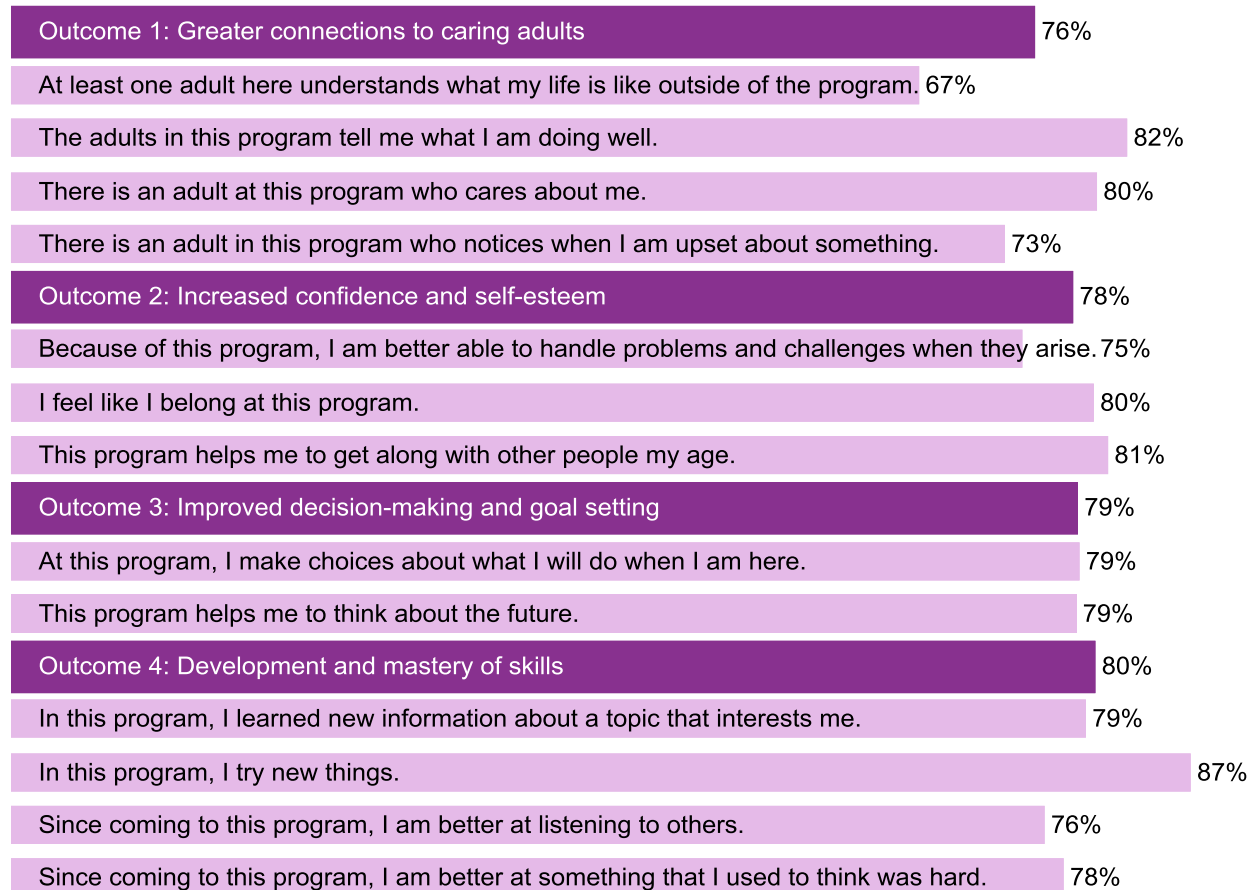 Outcome 1: Greater connections to caring adults 76%
At least one adult here understands what my life is like outside of the program. 67%
The adults in this program tell me what I am doing well. 82%
There is an adult at this program who cares about me. 80%
There is an adult in this program who notices when I am upset about something. 73%
Outcome 2: Increased confidence and self-esteem 78%
Because of this program, I am better able to handle problems and challenges when they arise. 75%
I feel like I belong at this program. 80%
This program helps me to get along with other people my age. 81%
Outcome 3: Improved decision-making and goal setting 79%
At this program, I make choices about what I will do when I am here. 79%
This program helps me to think about the future. 79%
Outcome 4: Development and mastery of skills 80%
In this program, I learned new information about a topic that interests me. 79%
In this program, I try new things. 87%
Since coming to this program, I am better at listening to others. 76%
Since coming to this program, I am better at something that I used to think was hard. 78%